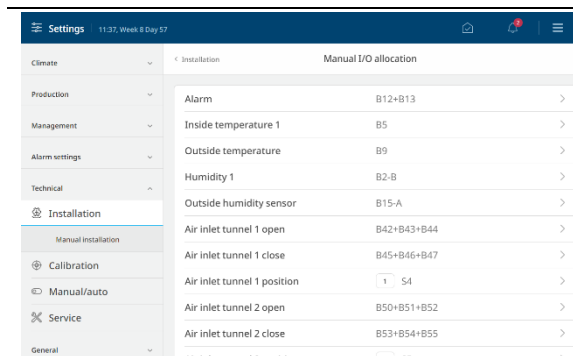 Settings 11:37, Week 8 Day 57
Climate
Production
Management
Alarm settings
Technical
Installation
Manual installation
Calibration
Manual/auto
Service
General
< Installation Manual I/O allocation
Alarm B12+B13
Inside temperature 1 B5
Outside temperature B9
Humidity 1 B2-B
Outside humidity sensor B15-A
Air inlet tunnel 1 open B42+B43+B44
Air inlet tunnel 1 close B45+B46+B47
Air inlet tunnel 1 position 1 S4
Air inlet tunnel 2 open B50+B51+B52
Air inlet tunnel 2 close B53+B54+B55